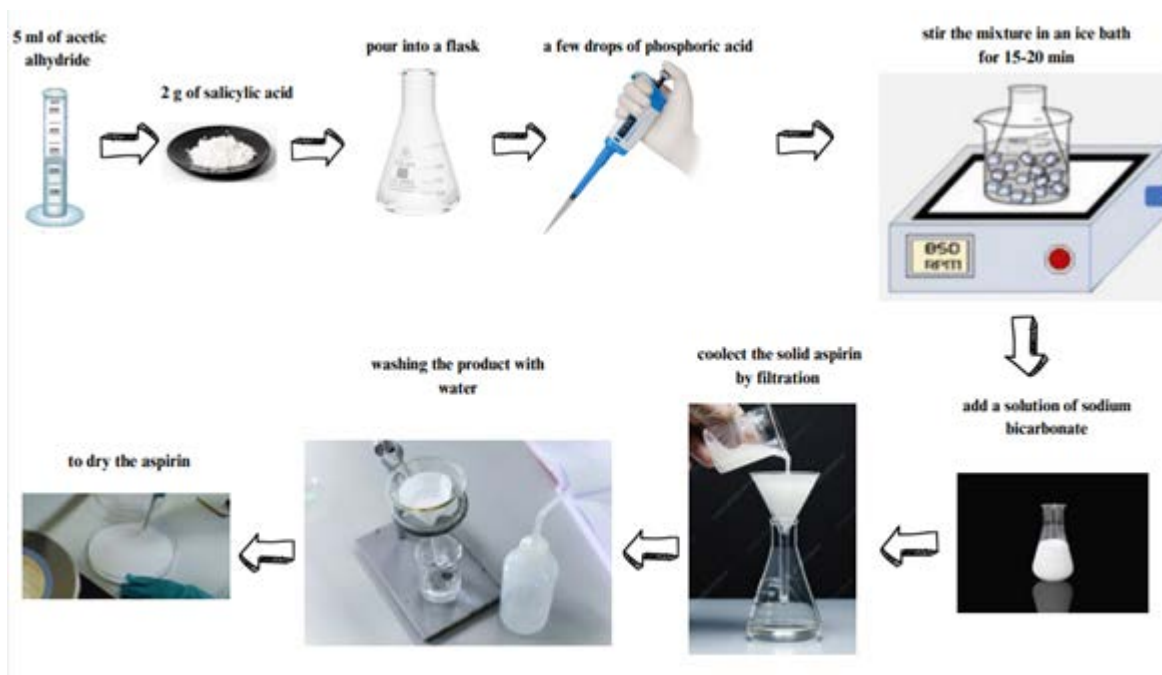 5 ml of acetic
alhydride
2 g of salicylic acid
pour into a flask
a few drops of phosphoric acid
stir the mixture in an ice bath
for 15-20 min
add a solution of sodium
bicarbonate
coolect the solid aspirin
by filtration
washing the product with
water
to dry the aspirin